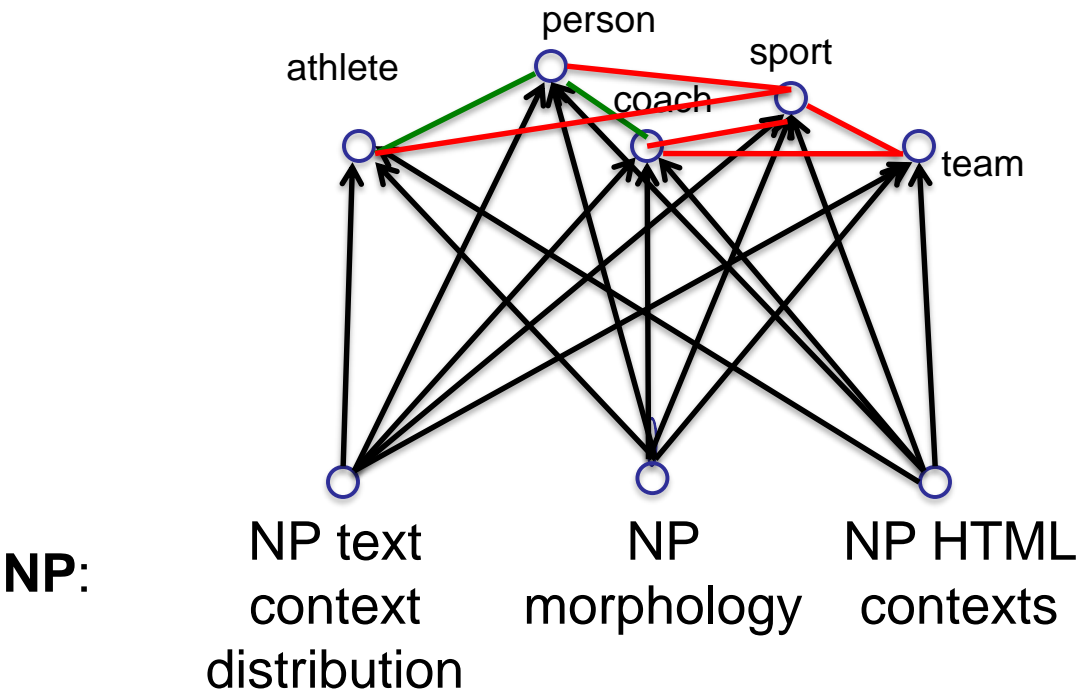 person
sport
athlete
coach
team
NP:
NP text
context
distribution
NP
morphology
NP HTML
contexts